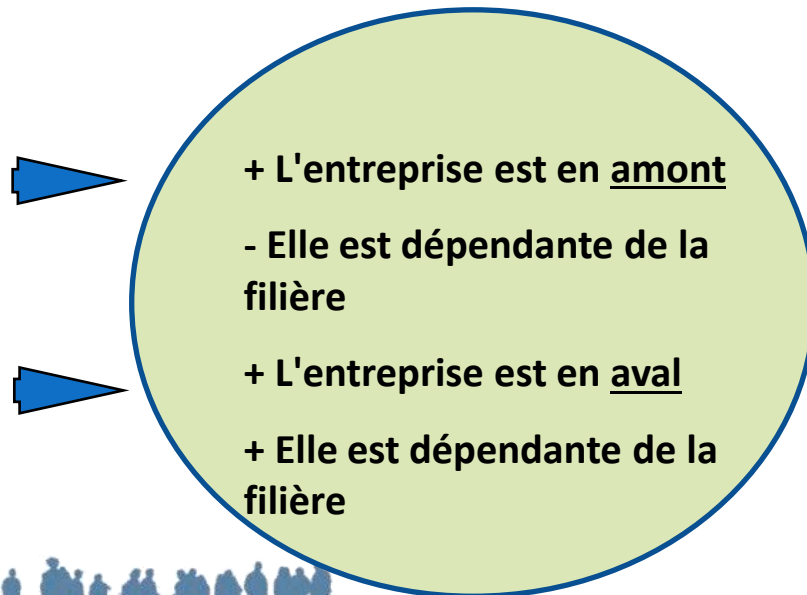 + L'entreprise est en amont
- Elle est dépendante de la
filière
+ L'entreprise est en aval
+ Elle est dépendante de la
filière